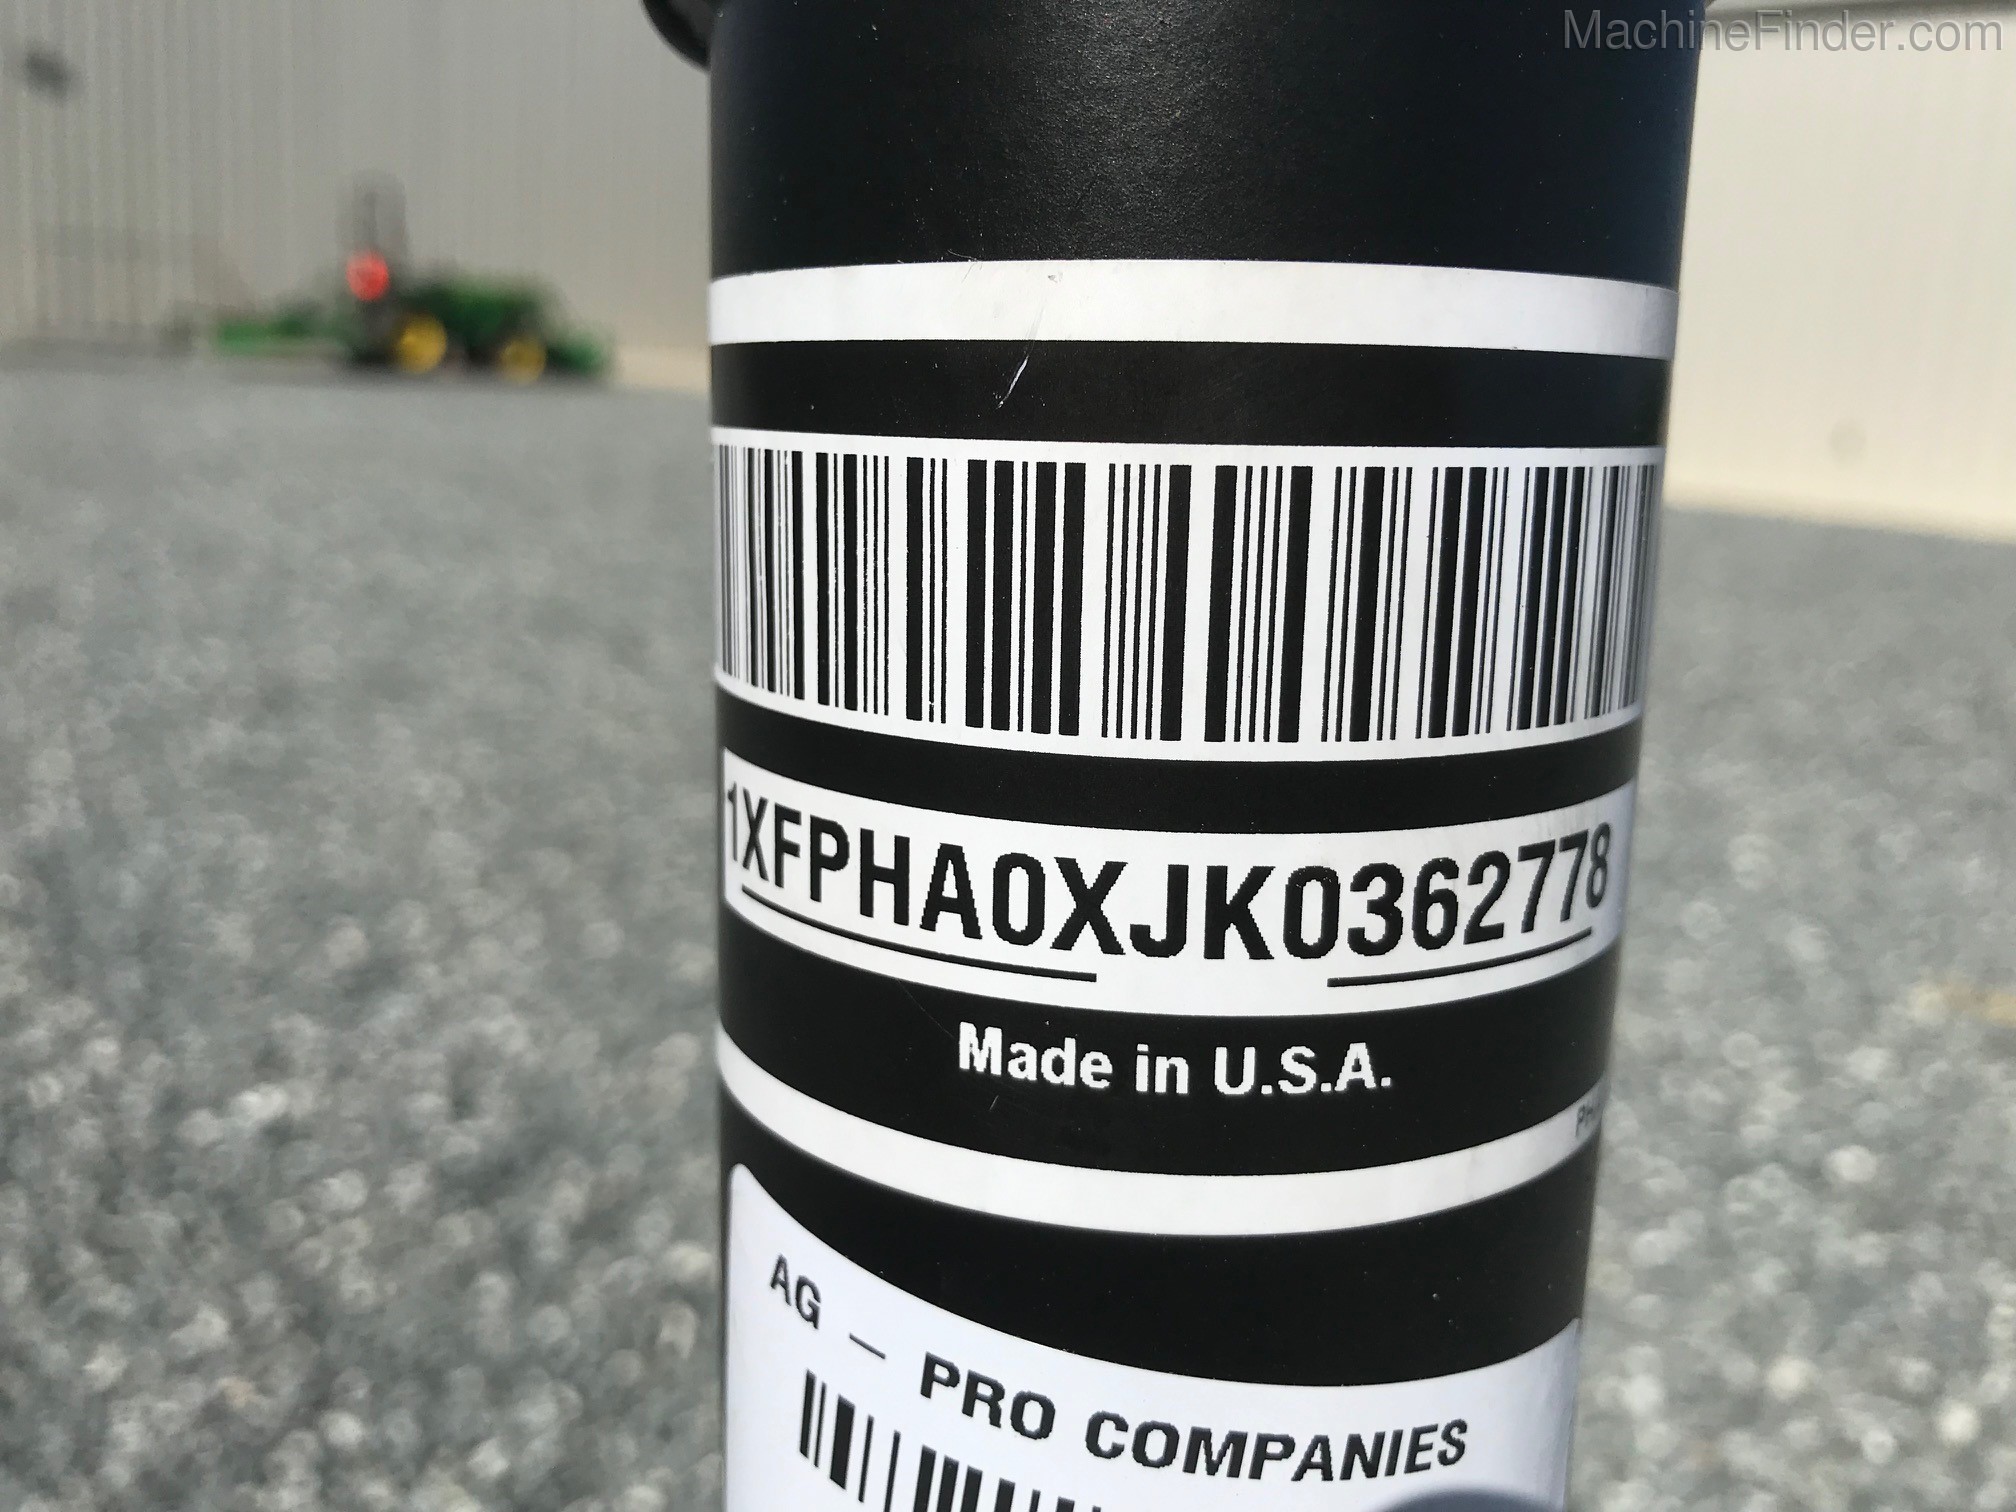 MachineFinder.com
1XFPHA0XJK0362778
Made in U.S.A.
AG - PRO COMPANIES